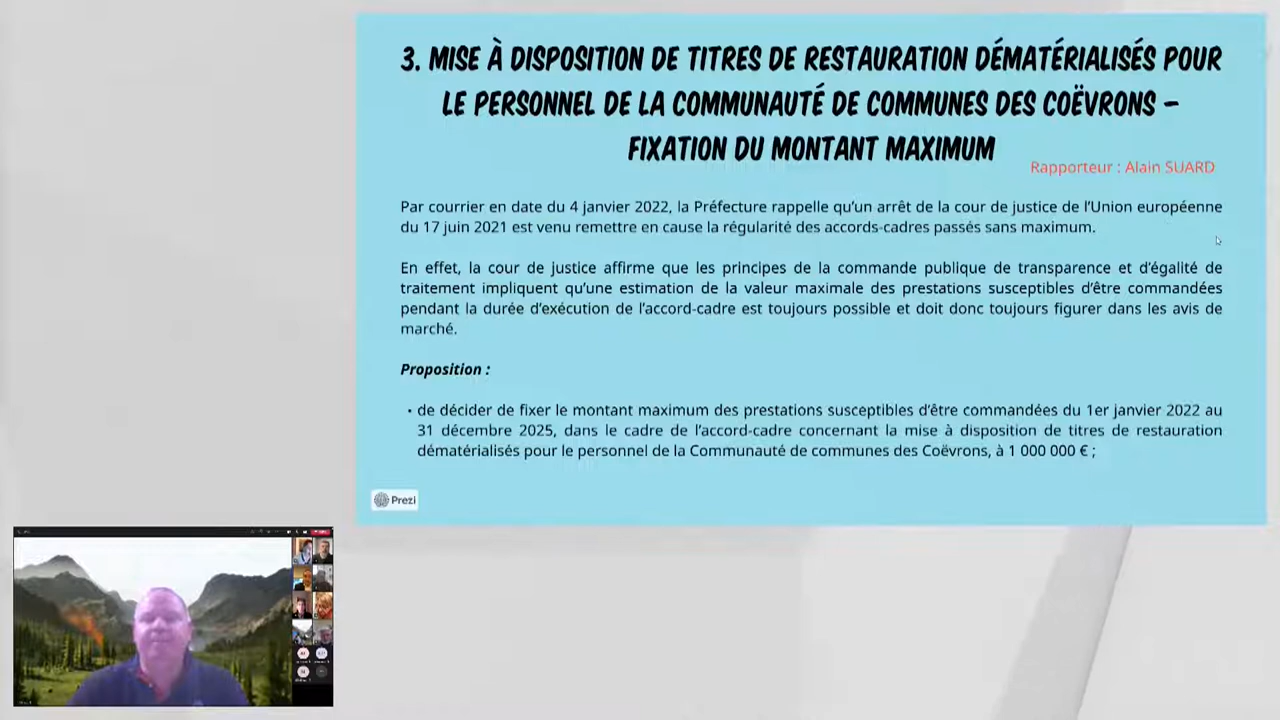 3. MISE À DISPOSITION DE TITRES DE RESTAURATION DÉMATÉRIALISÉS POUR
LE PERSONNEL DE LA COMMUNAUTÉ DE COMMUNES DES COËVRONS –
FIXATION DU MONTANT MAXIMUM
Rapporteur : Alain SUARD
Par courrier en date du 4 janvier 2022, la Préfecture rappelle qu’un arrêt de la cour de justice de l’Union européenne
du 17 juin 2021 est venu remettre en cause la régularité des accords-cadres passés sans maximum.
En effet, la cour de justice affirme que les principes de la commande publique de transparence et d’égalité de
traitement impliquent qu’une estimation de la valeur maximale des prestations susceptibles d’être commandées
pendant la durée d’exécution de l’accord-cadre est toujours possible et doit donc toujours figurer dans les avis de
marché.
Proposition :
• de décider de fixer le montant maximum des prestations susceptibles d’être commandées du 1er janvier 2022 au
31 décembre 2025, dans le cadre de l’accord-cadre concernant la mise à disposition de titres de restauration
dématérialisés pour le personnel de la Communauté de communes des Coëvrons, à 1 000 000 € ;
Prezi